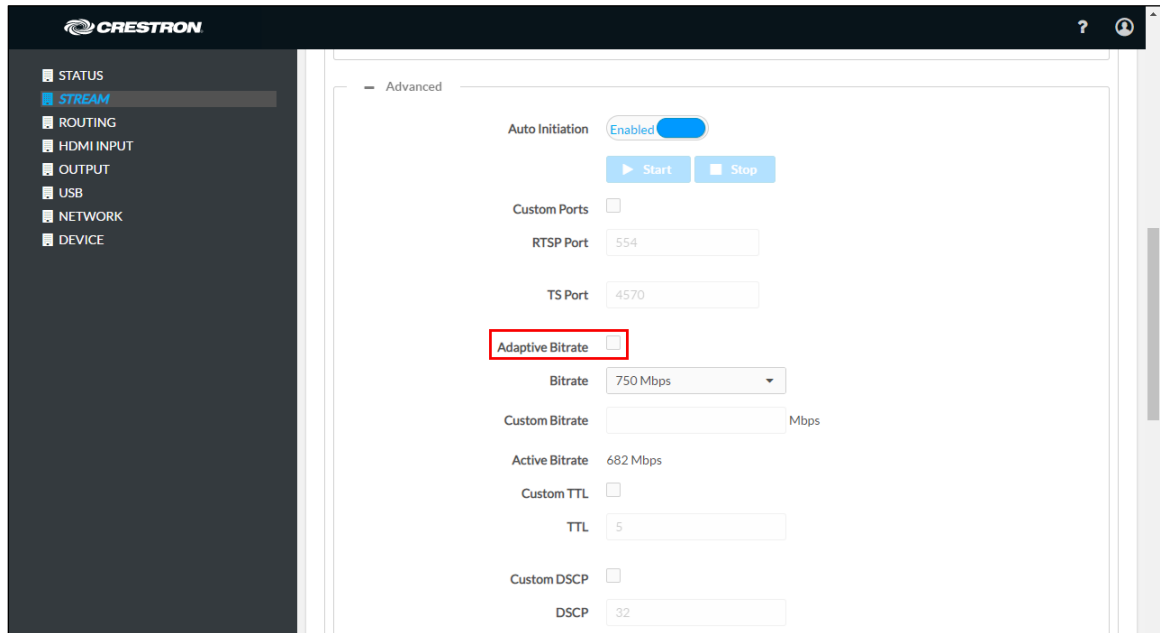 CRESTRON
?
STATUS
STREAM
ROUTING
HDMI INPUT
OUTPUT
USB
NETWORK
DEVICE
Advanced
Auto Initiation Enabled
Start Stop
Custom Ports
RTSP Port 554
TS Port 4570
Adaptive Bitrate
Bitrate 750 Mbps
Custom Bitrate Mbps
Active Bitrate 682 Mbps
Custom TTL
TTL 5
Custom DSCP
DSCP 32